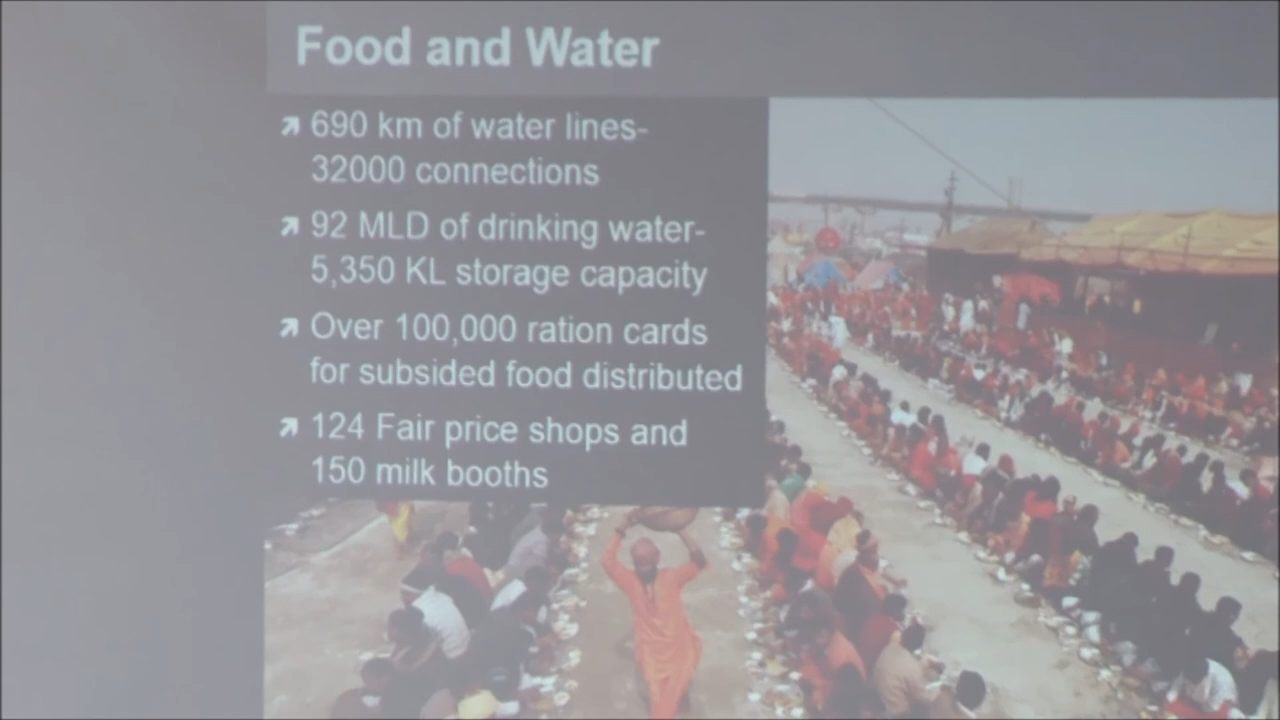 Food and Water
690 km of water lines-
32000 connections
92 MLD of drinking water-
5,350 KL storage capacity
Over 100,000 ration cards
for subsided food distributed
124 Fair price shops and
150 milk booths